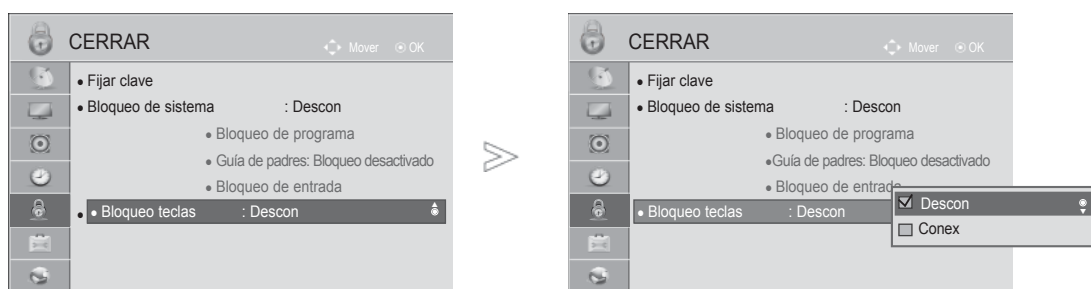 CERRAR
Mover
OK
• Fijar clave
• Bloqueo de sistema : Descon
• Bloqueo de programa
• Guía de padres: Bloqueo desactivado
• Bloqueo de entrada
• • Bloqueo teclas : Descon
CERRAR
Mover
OK
• Fijar clave
• Bloqueo de sistema : Descon
• Bloqueo de programa
•Guía de padres: Bloqueo desactivado
• Bloqueo de entrada
• Bloqueo teclas : Descon
Descon
Conex